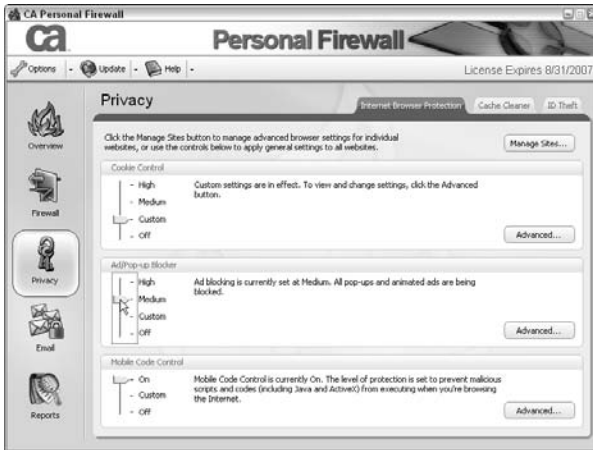 CA Personal Firewall
ca
Personal Firewall
Options
Update
Help
License Expires 8/31/2007
Overview
Firewall
Privacy
Email
Reports
Privacy
Internet Browser Protection
Cache Cleaner
ID Theft
Click the Manage Sites button to manage advanced browser settings for individual
websites, or use the controls below to apply general settings to all websites.
Manage Sites...
Cookie Control
High
Medium
Custom
Off
Custom settings are in effect. To view and change settings, click the Advanced
button.
Advanced...
Ad/Pop-up Blocker
High
Medium
Custom
Off
Ad blocking is currently set at Medium. All pop-ups and animated ads are being
blocked.
Advanced...
Mobile Code Control
On
Custom
Off
Mobile Code Control is currently On. The level of protection is set to prevent malicious
scripts and codes (including Java and ActiveX) from executing when you're browsing
the Internet.
Advanced...